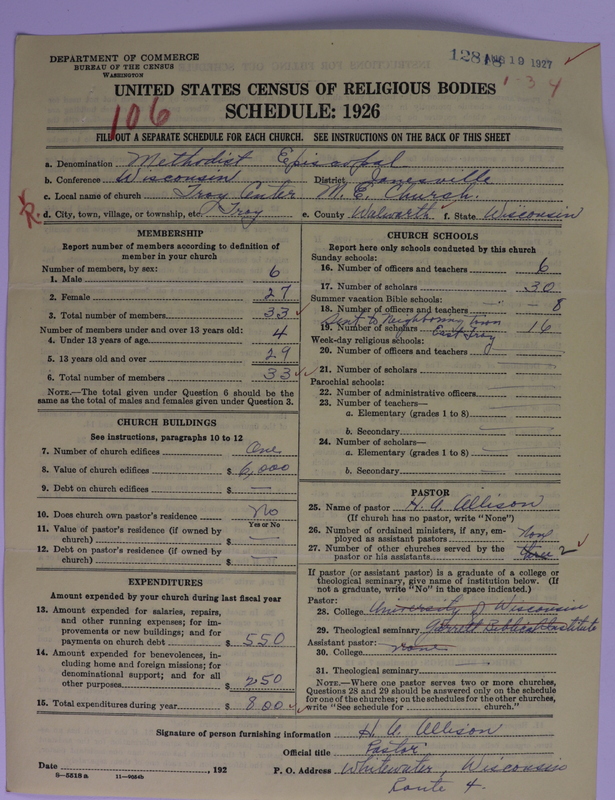 DEPARTMENT OF COMMERCE
BUREAU OF THE CENSUS
WASHINGTON
128 AUG 19 1927
1-3 4
UNITED STATES CENSUS OF RELIGIOUS BODIES
SCHEDULE: 1926
106
FILL OUT A SEPARATE SCHEDULE FOR EACH CHURCH. SEE INSTRUCTIONS ON THE BACK OF THIS SHEET
a. Denomination Methodist Episcopal
b. Conference Wisconsin District Janesville
c. Local name of church Troy Center M. E. Church.
R. d. City, town, village, or township, etc. Troy e. County Walworth f. State Wisconsin
MEMBERSHIP
Report number of members according to definition of
member in your church
Number of members, by sex:
1. Male 6
2. Female 27
3. Total number of members 33
Number of members under and over 13 years old:
4. Under 13 years of age 4
5. 13 years old and over 29
6. Total number of members 33
NOTE.—The total given under Question 6 should be
the same as the total of males and females given under Question 3.
CHURCH BUILDINGS
See instructions, paragraphs 10 to 12
7. Number of church edifices One
8. Value of church edifices $ 6,000
9. Debt on church edifices $ —
10. Does church own pastor's residence No
Yes or No
11. Value of pastor's residence (if owned by
church) $ —
12. Debt on pastor's residence (if owned by
church) $ —
EXPENDITURES
Amount expended by your church during last fiscal year
13. Amount expended for salaries, repairs,
and other running expenses; for im-
provements or new buildings; and for
payments on church debt $ 550
14. Amount expended for benevolences, in-
cluding home and foreign missions; for
denominational support; and for all
other purposes $ 250
15. Total expenditures during year $ 800
CHURCH SCHOOLS
Report here only schools conducted by this church
Sunday schools:
16. Number of officers and teachers 6
17. Number of scholars 30
Summer vacation Bible schools:
18. Number of officers and teachers 8
Sent to Neighboring town
19. Number of scholars East Troy 16
Week-day religious schools:
20. Number of officers and teachers
21. Number of scholars
Parochial schools:
22. Number of administrative officers
23. Number of teachers—
a. Elementary (grades 1 to 8)
b. Secondary
24. Number of scholars—
a. Elementary (grades 1 to 8)
b. Secondary
PASTOR
25. Name of pastor H. A. Allison
(If church has no pastor, write "None")
26. Number of ordained ministers, if any, em-
ployed as assistant pastors None
27. Number of other churches served by the
pastor or his assistants 2
If pastor (or assistant pastor) is a graduate of a college or
theological seminary, give name of institution below. (If
not a graduate, write "No" in the space indicated.)
Pastor:
28. College University of Wisconsin
29. Theological seminary Garrett Biblical Institute
Assistant pastor:
30. College none
31. Theological seminary
NOTE.—Where one pastor serves two or more churches,
Questions 28 and 29 should be answered only on the schedule
for one of the churches; on the schedules for the other churches,
write "See schedule for church."
Signature of person furnishing information H. A. Allison
Official title Pastor
Date , 192 P. O. Address Whitewater, Wisconsin
8—5518a 11—9054b Route 4.